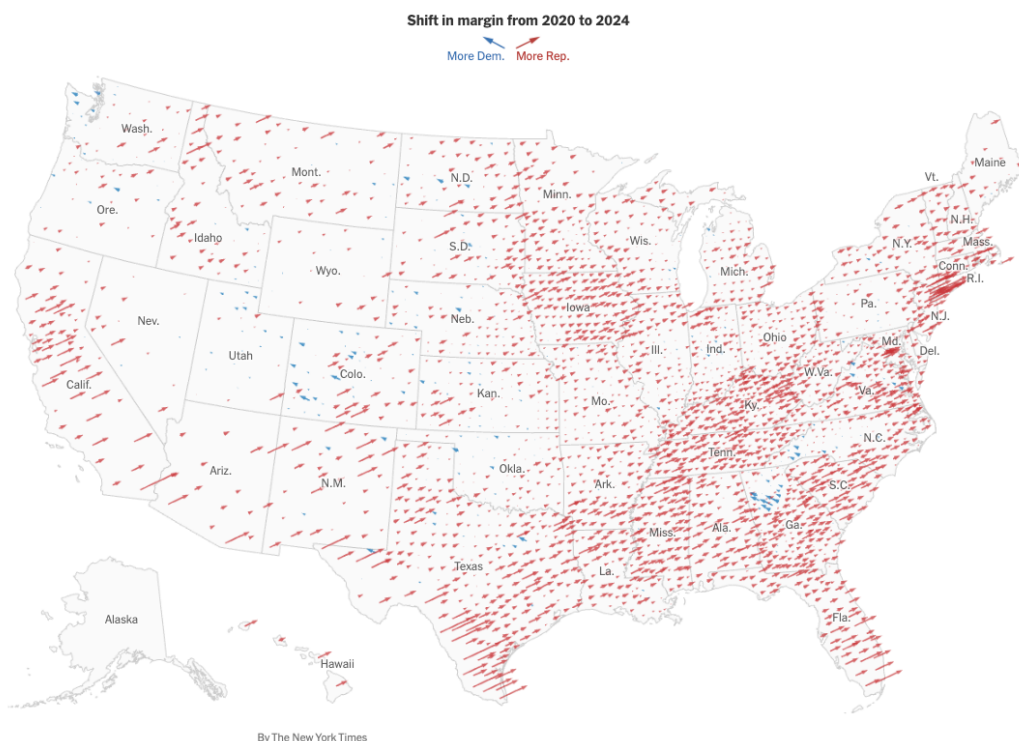 Shift in margin from 2020 to 2024
More Dem. More Rep.
Wash.
Mont.
N.D.
Minn.
Maine
Vt.
Ore.
Idaho
S.D.
Wis.
N.H.
N.Y.
Mass.
Wyo.
Mich.
Conn.
R.I.
Nev.
Neb.
Iowa
Pa.
N.J.
Utah
Colo.
Ill.
Ind.
Ohio
Md.
Del.
Calif.
Kan.
Mo.
W.Va.
Va.
Ky.
Ariz.
N.M.
Okla.
Ark.
Tenn.
N.C.
S.C.
Texas
Miss.
Ala.
Ga.
La.
Alaska
Fla.
Hawaii
By The New York Times